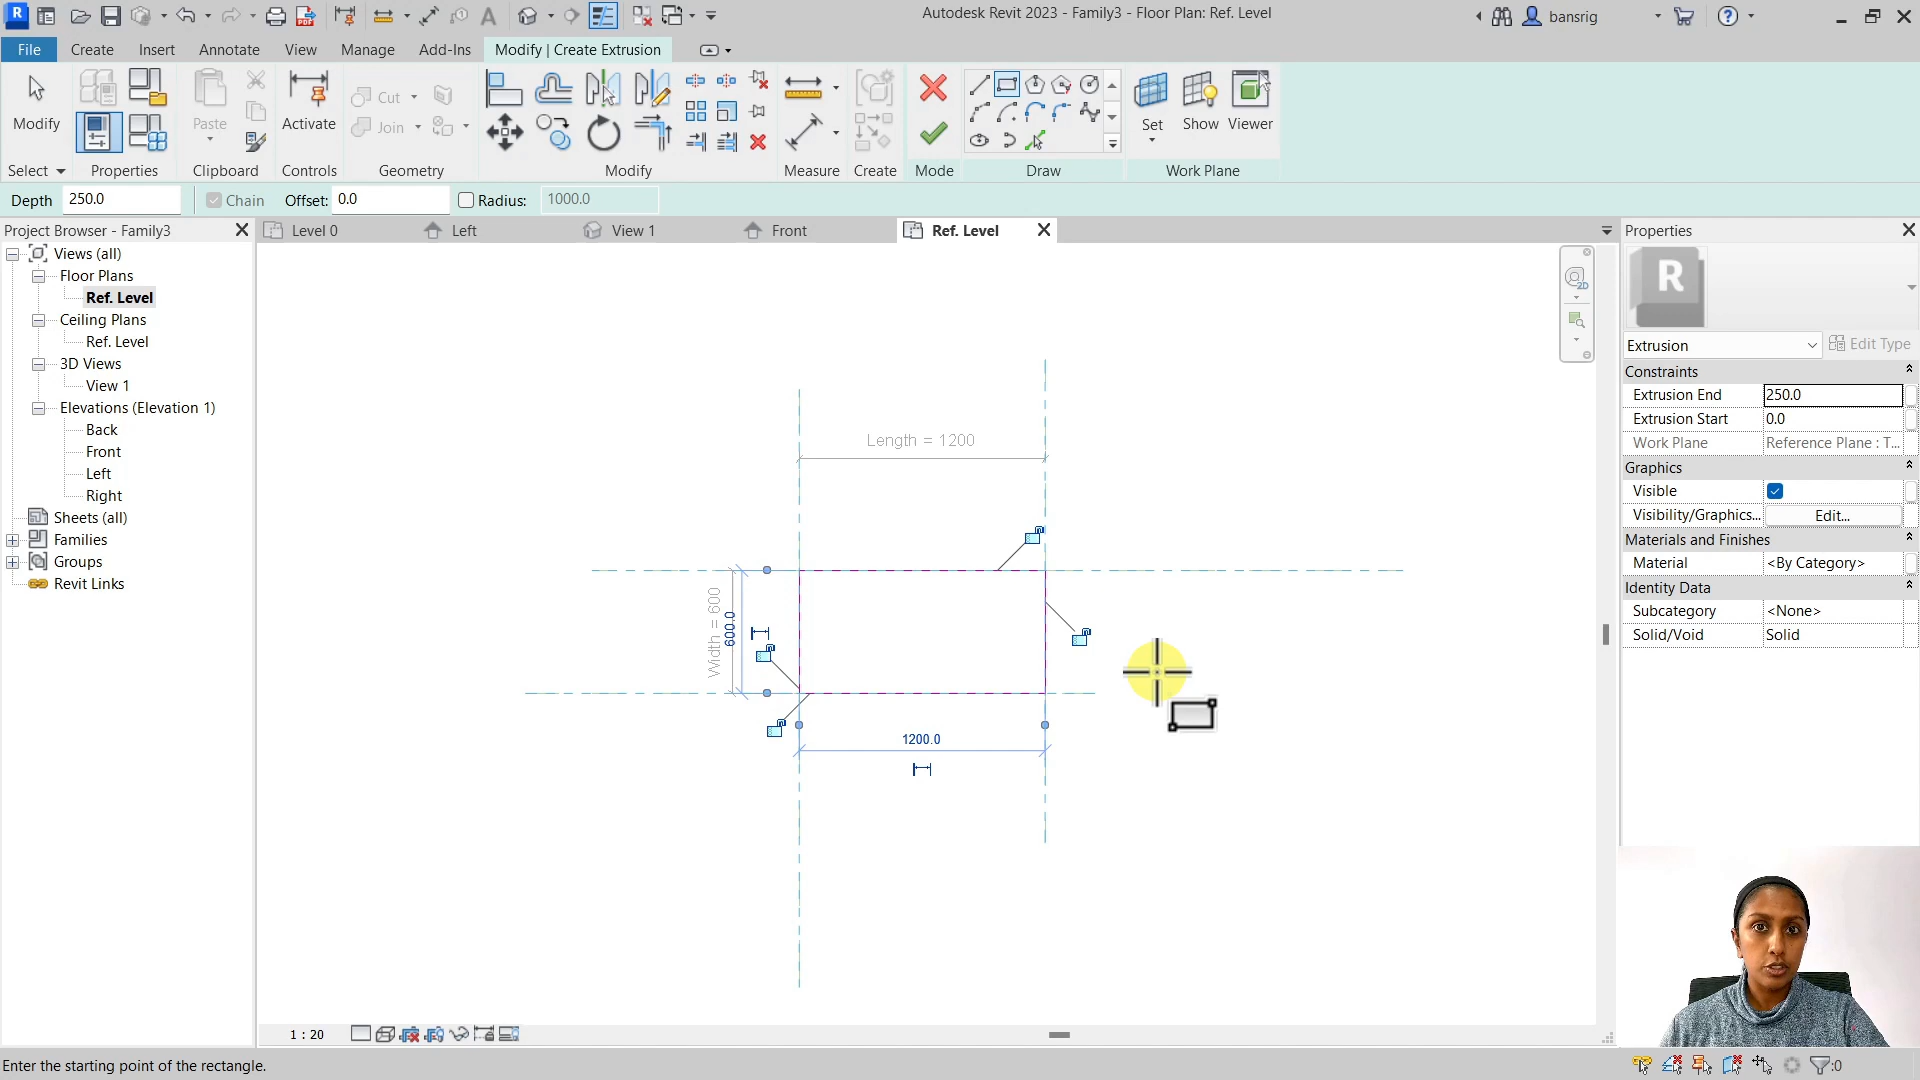 Autodesk Revit 2023 - Family3 - Floor Plan: Ref. Level
bansrig
File
Create
Insert
Annotate
View
Manage
Add-Ins
Modify | Create Extrusion
Modify
Paste
Activate
Cut
Join
Set
Show
Viewer
Select
Properties
Clipboard
Controls
Geometry
Modify
Measure
Create
Mode
Draw
Work Plane
Depth
250.0
Chain
Offset:
0.0
Radius:
1000.0
Project Browser - Family3
Level 0
Left
View 1
Front
Ref. Level
Properties
Views (all)
Floor Plans
Ref. Level
Ceiling Plans
Ref. Level
3D Views
View 1
Elevations (Elevation 1)
Back
Front
Left
Right
Sheets (all)
Families
Groups
Revit Links
Length = 1200
Width = 600
600.0
1200.0
2D
R
Extrusion
Edit Type
Constraints
Extrusion End
250.0
Extrusion Start
0.0
Work Plane
Reference Plane : T...
Graphics
Visible
Visibility/Graphics...
Edit...
Materials and Finishes
Material
<By Category>
Identity Data
Subcategory
<None>
Solid/Void
Solid
1 : 20
Enter the starting point of the rectangle.
:0